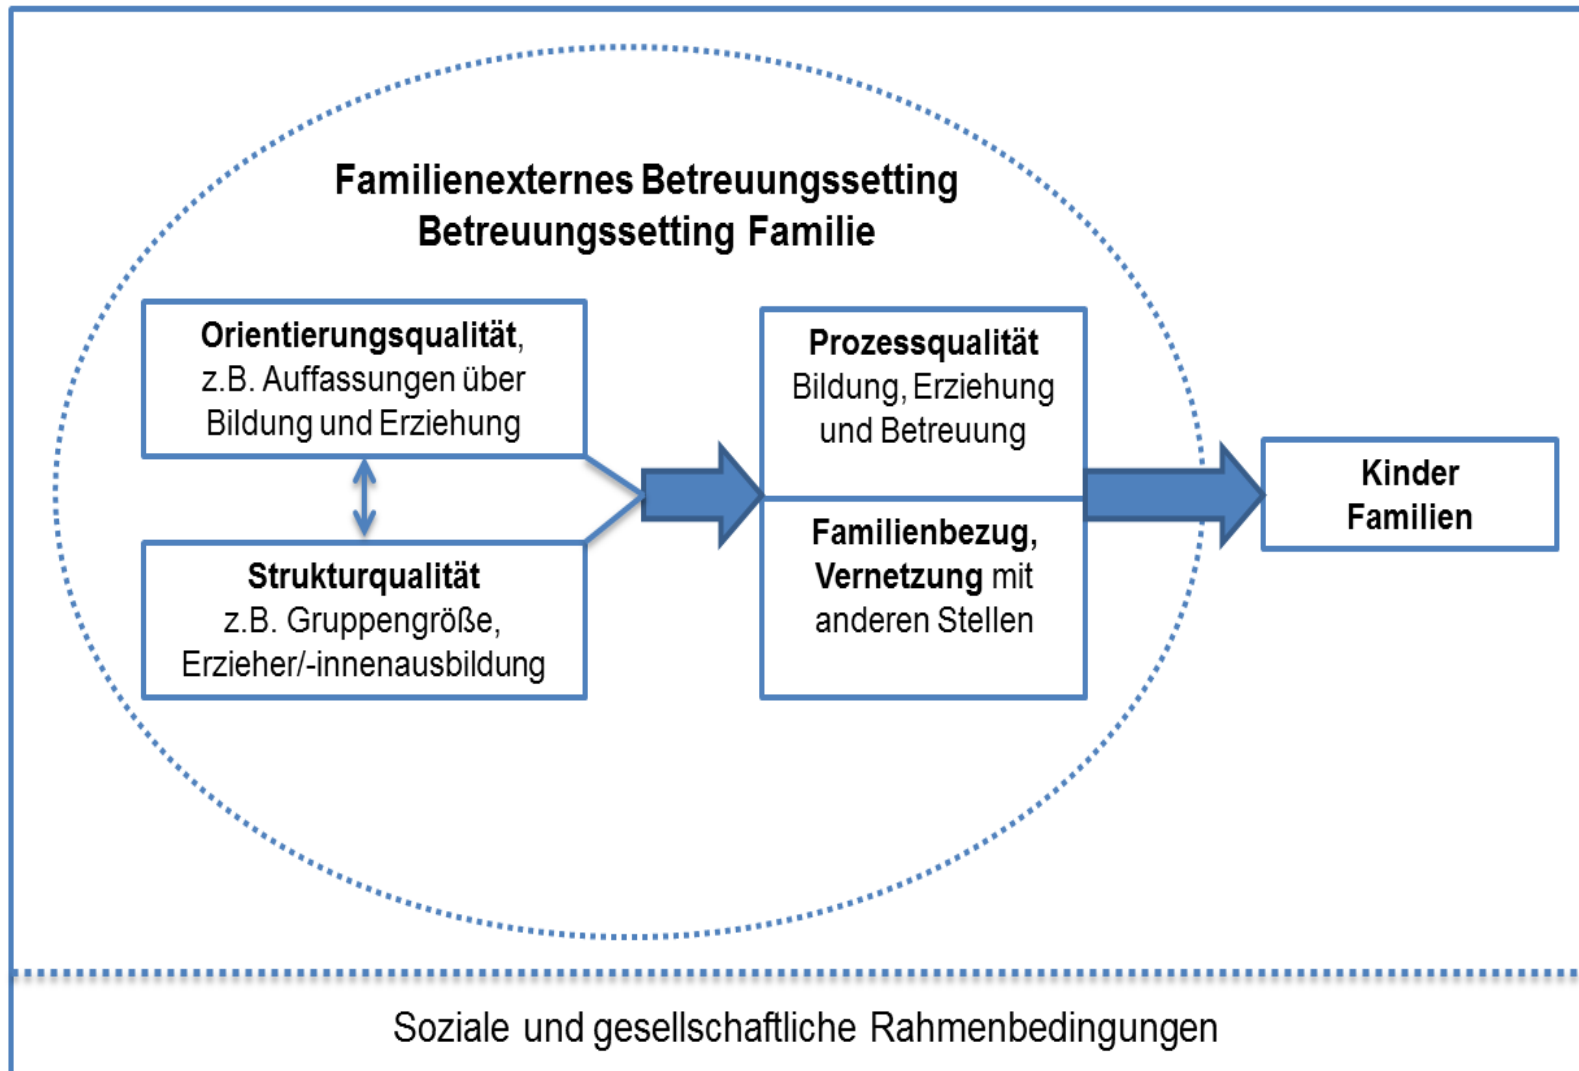 Familienexternes Betreuungssetting
Betreuungssetting Familie
Orientierungsqualität,
z.B. Auffassungen über
Bildung und Erziehung
Strukturqualität
z.B. Gruppengröße,
Erzieher/-innenausbildung
Prozessqualität
Bildung, Erziehung
und Betreuung
Familienbezug,
Vernetzung mit
anderen Stellen
Kinder
Familien
Soziale und gesellschaftliche Rahmenbedingungen